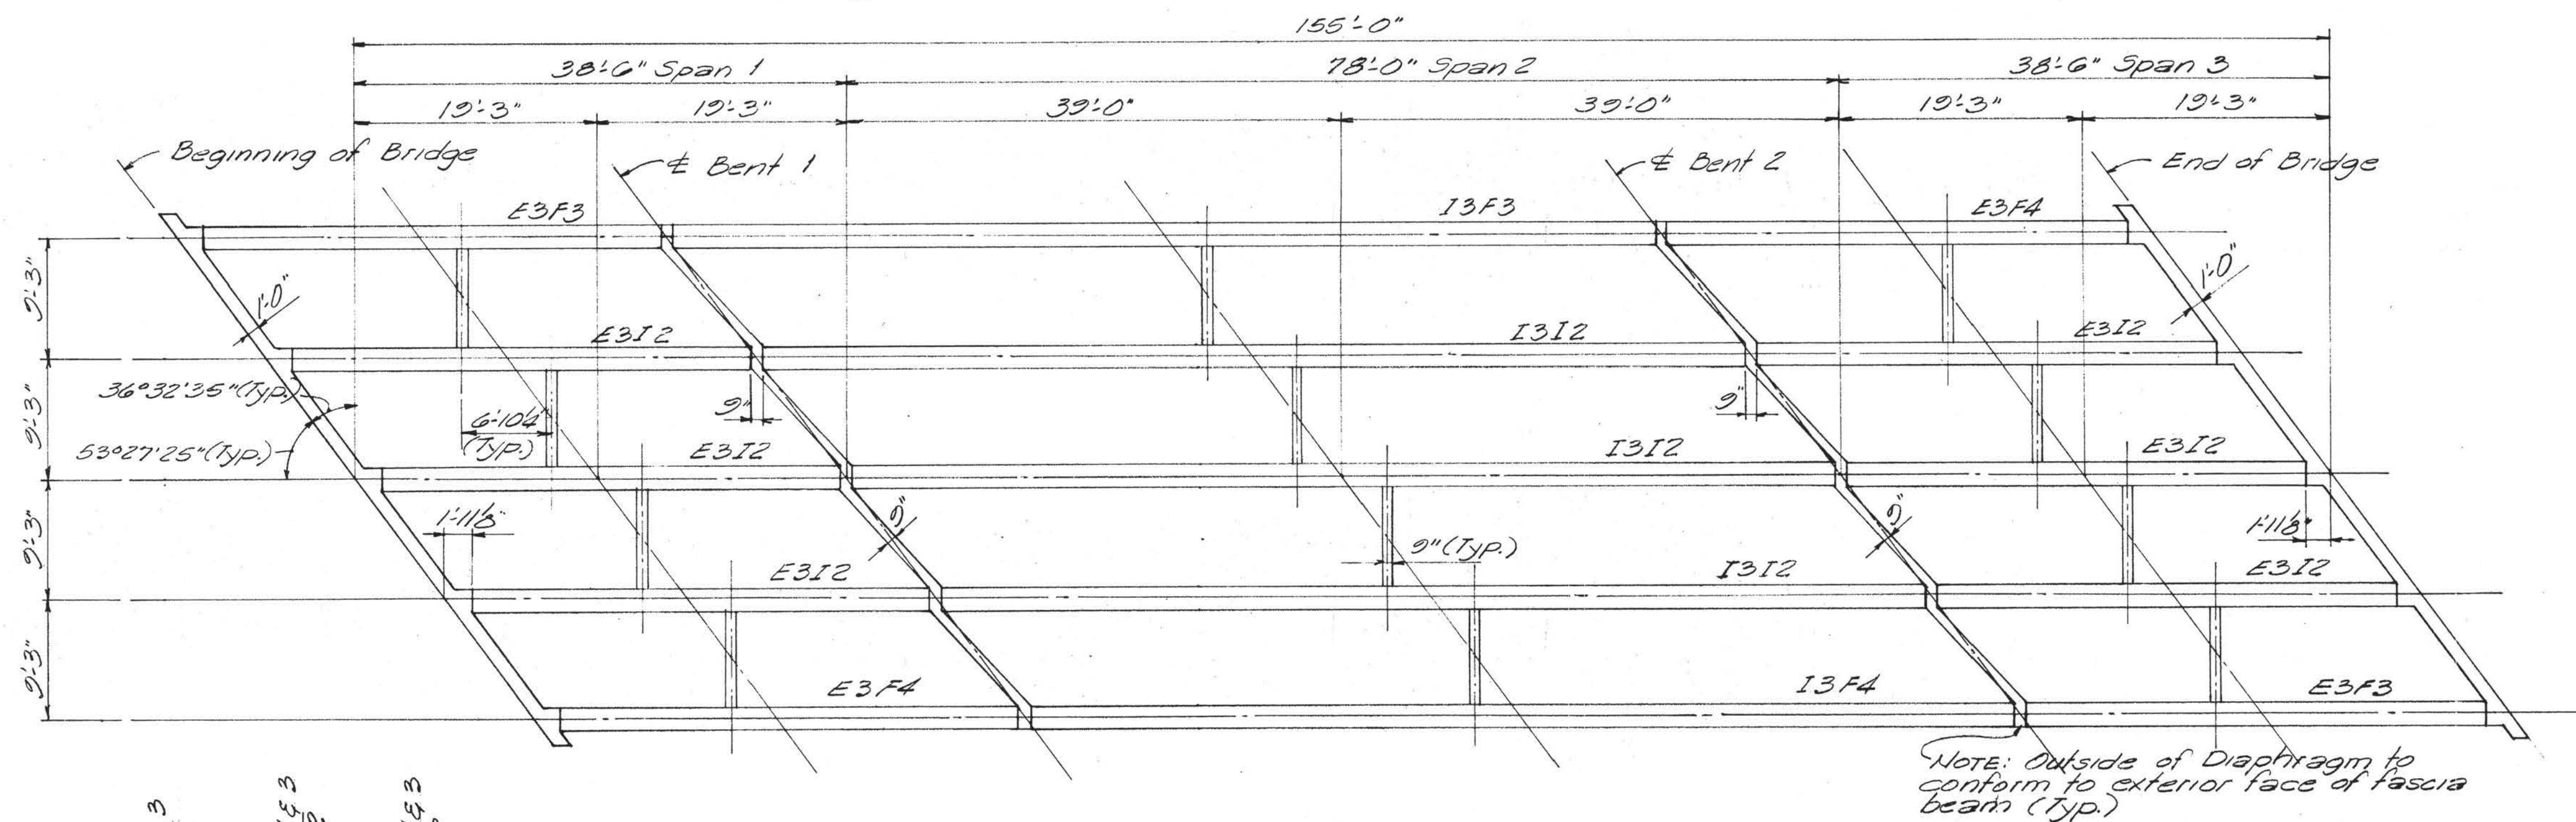 155'-0"
38'-6" Span 1
78'-0" Span 2
38'-6" Span 3
19'-3"
19'-3"
39'-0"
39'-0"
19'-3"
19'-3"
Beginning of Bridge
℄ Bent 1
℄ Bent 2
End of Bridge
E3F3
I3F3
E3F4
9'-3"
1'-0"
1'-0"
E3I2
I3I2
E3I2
36°32'35"(Typ.)
9'-3"
6'-10¼"
(Typ.)
9"
9"
53°27'25"(Typ.)
E3I2
I3I2
E3I2
9'-3"
1'-11⅛"
9"
9"(Typ.)
9"
1'-11⅛"
E3I2
I3I2
E3I2
9'-3"
E3F4
I3F4
E3F3
NOTE: Outside of Diaphragm to
conform to exterior face of fascia
beam (Typ.)
3
&3
&3